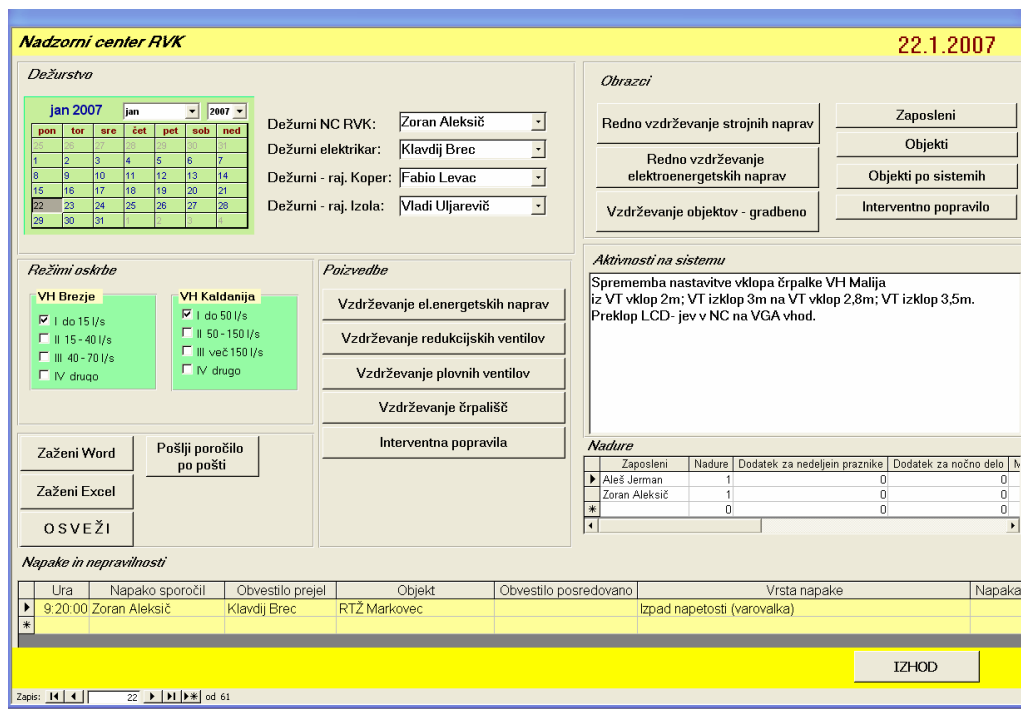 Nadzorni center RVK
22.1.2007
Dežurstvo
jan 2007 jan 2007
pon tor sre čet pet sob ned
25 26 27 28 29 30 31
1 2 3 4 5 6 7
8 9 10 11 12 13 14
15 16 17 18 19 20 21
22 23 24 25 26 27 28
29 30 31 1 2 3 4
Dežurni NC RVK: Zoran Aleksič
Dežurni elektrikar: Klavdij Brec
Dežurni - raj. Koper: Fabio Levac
Dežurni - raj. Izola: Vladi Uljarevič
Obrazci
Redno vzdrževanje strojnih naprav
Redno vzdrževanje
elektroenergetskih naprav
Vzdrževanje objektov - gradbeno
Zaposleni
Objekti
Objekti po sistemih
Interventno popravilo
Režimi oskrbe
VH Brezje
I do 15 l/s
II 15 - 40 l/s
III 40 - 70 l/s
IV drugo
VH Kaldanija
I do 50 l/s
II 50 - 150 l/s
III več 150 l/s
IV drugo
Poizvedbe
Vzdrževanje el.energetskih naprav
Vzdrževanje redukcijskih ventilov
Vzdrževanje plovnih ventilov
Vzdrževanje črpališč
Interventna popravila
Aktivnosti na sistemu
Sprememba nastavitve vklopa črpalke VH Malija
iz VT vklop 2m; VT izklop 3m na VT vklop 2,8m; VT izklop 3,5m.
Preklop LCD- jev v NC na VGA vhod.
Zaženi Word
Pošlji poročilo
po pošti
Zaženi Excel
OSVEŽI
Nadure
Zaposleni Nadure Dodatek za nedeljein praznike Dodatek za nočno delo M
Aleš Jerman 1 0 0
Zoran Aleksič 1 0 0
0 0 0
Napake in nepravilnosti
Ura Napako sporočil Obvestilo prejel Objekt Obvestilo posredovano Vrsta napake Napaka
9:20:00 Zoran Aleksič Klavdij Brec RTŽ Markovec Izpad napetosti (varovalka)
IZHOD
Zapis: 22 od 61